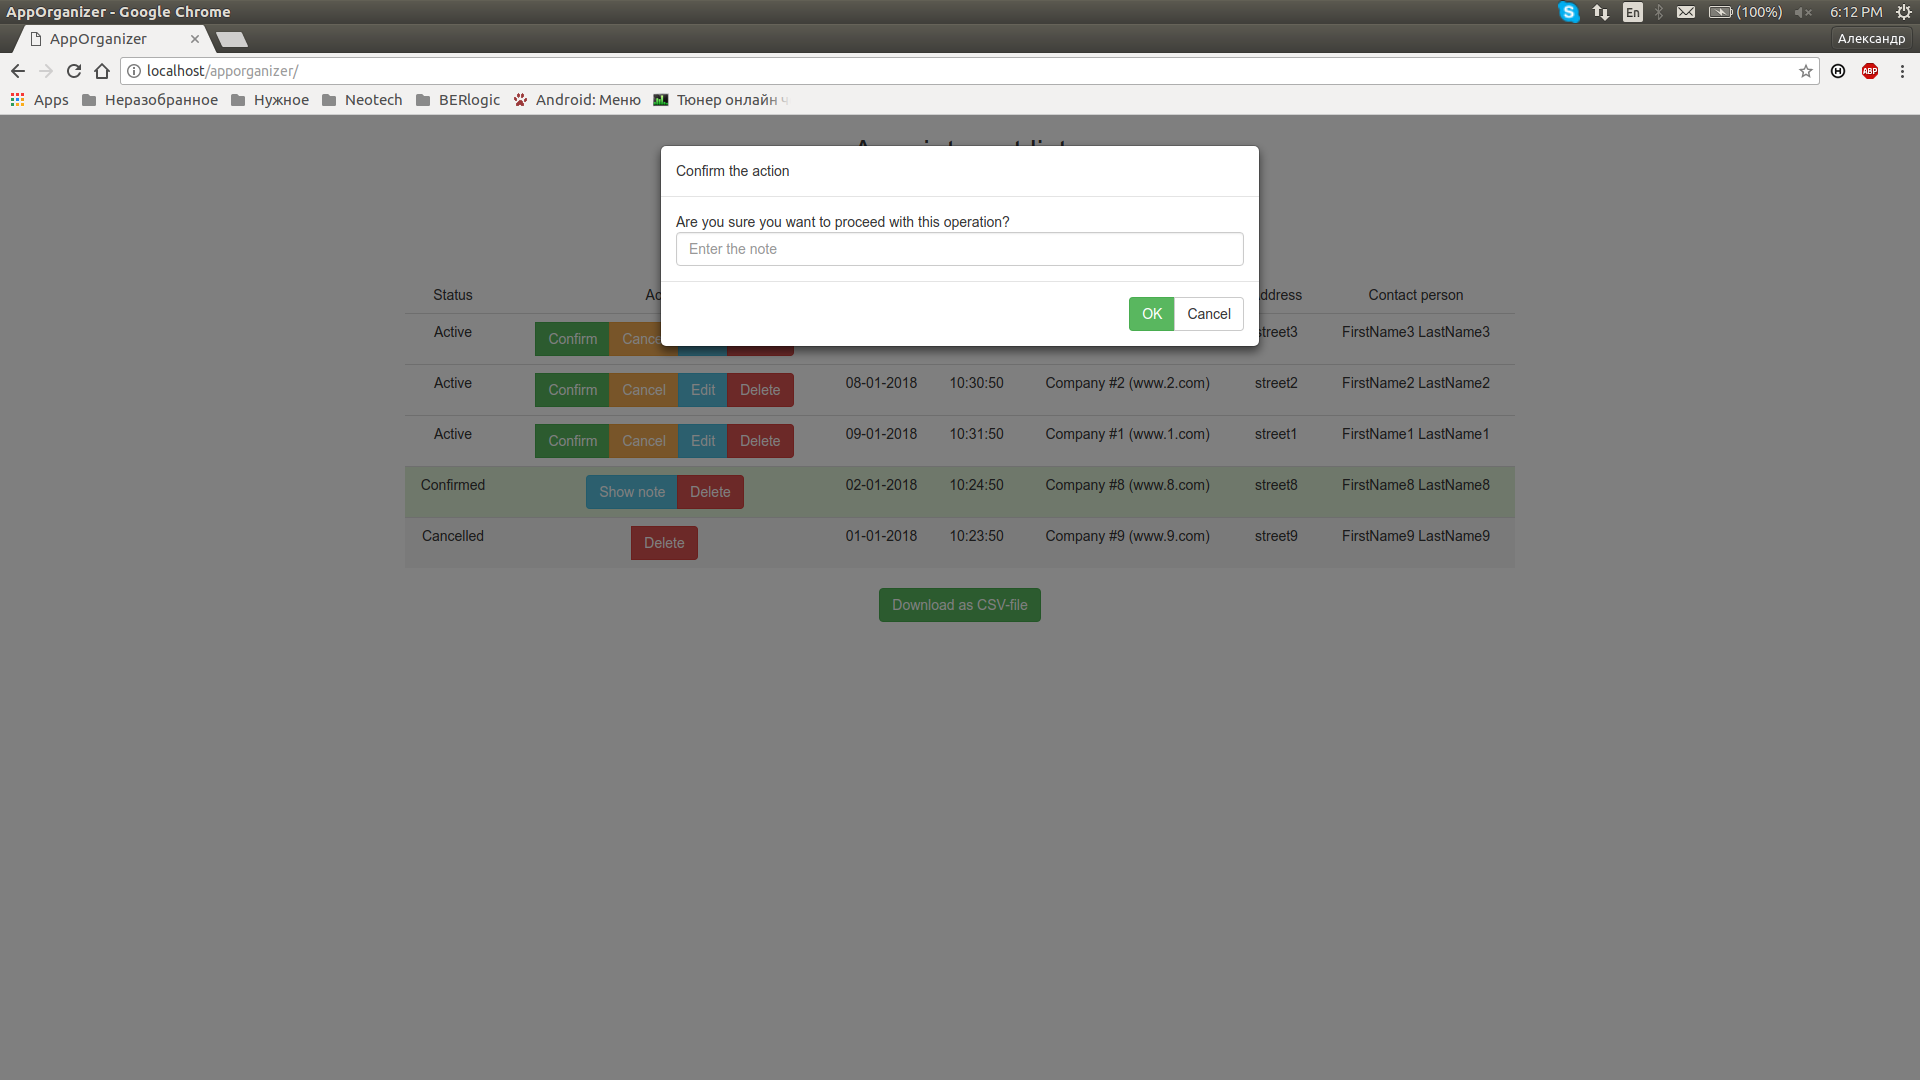 AppOrganizer - Google Chrome
En
(100%)
6:12 PM
AppOrganizer
Александр
localhost/apporganizer/
ABP
Apps
Неразобранное
Нужное
Neotech
BERlogic
Android: Меню
Тюнер онлайн
Confirm the action
Are you sure you want to proceed with this operation?
Enter the note
OK Cancel
Status Contact person
Active Confirm street3 FirstName3 LastName3
Active Confirm Cancel Edit Delete 08-01-2018 10:30:50 Company #2 (www.2.com) street2 FirstName2 LastName2
Active Confirm Cancel Edit Delete 09-01-2018 10:31:50 Company #1 (www.1.com) street1 FirstName1 LastName1
Confirmed Show note Delete 02-01-2018 10:24:50 Company #8 (www.8.com) street8 FirstName8 LastName8
Cancelled Delete 01-01-2018 10:23:50 Company #9 (www.9.com) street9 FirstName9 LastName9
Download as CSV-file